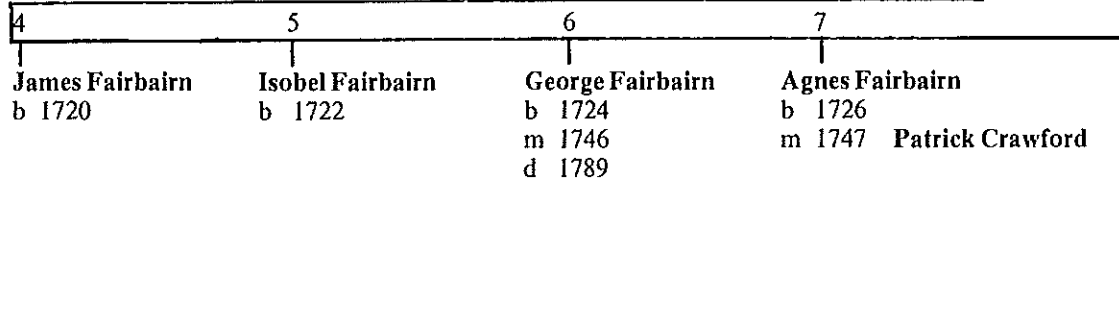 4 5 6 7
James Fairbairn Isobel Fairbairn George Fairbairn Agnes Fairbairn
b 1720 b 1722 b 1724 b 1726
m 1746 m 1747 Patrick Crawford
d 1789